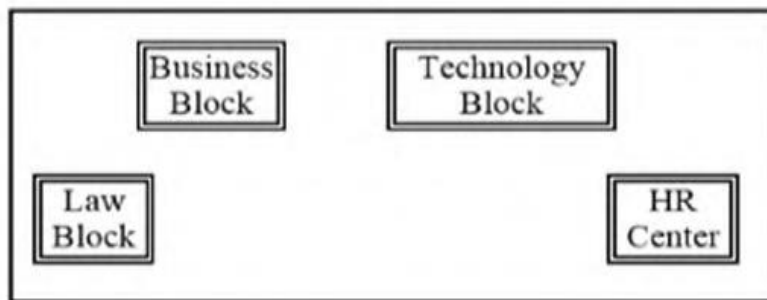 Business
Block
Technology
Block
Law
Block
HR
Center